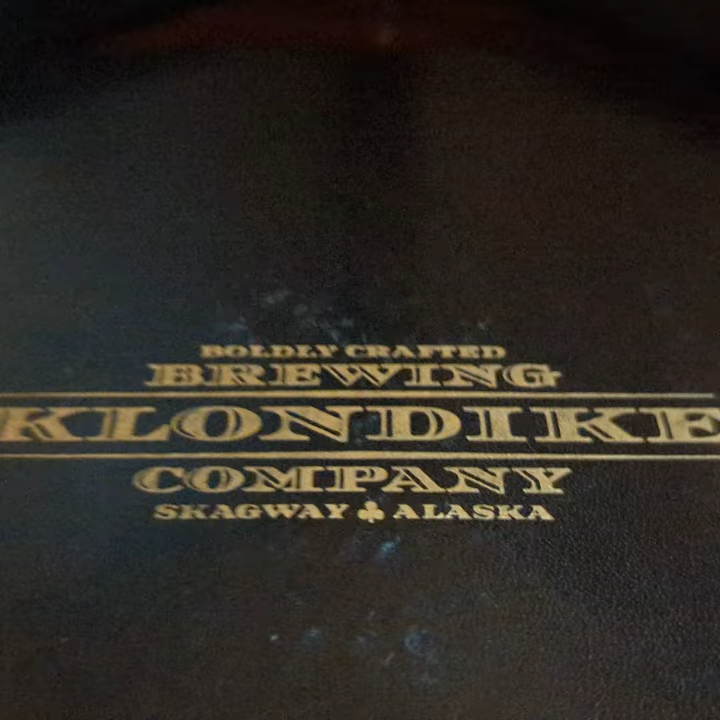 BOLDLY CRAFTED
BREWING
KLONDIKE
COMPANY
SKAGWAY ♣ ALASKA